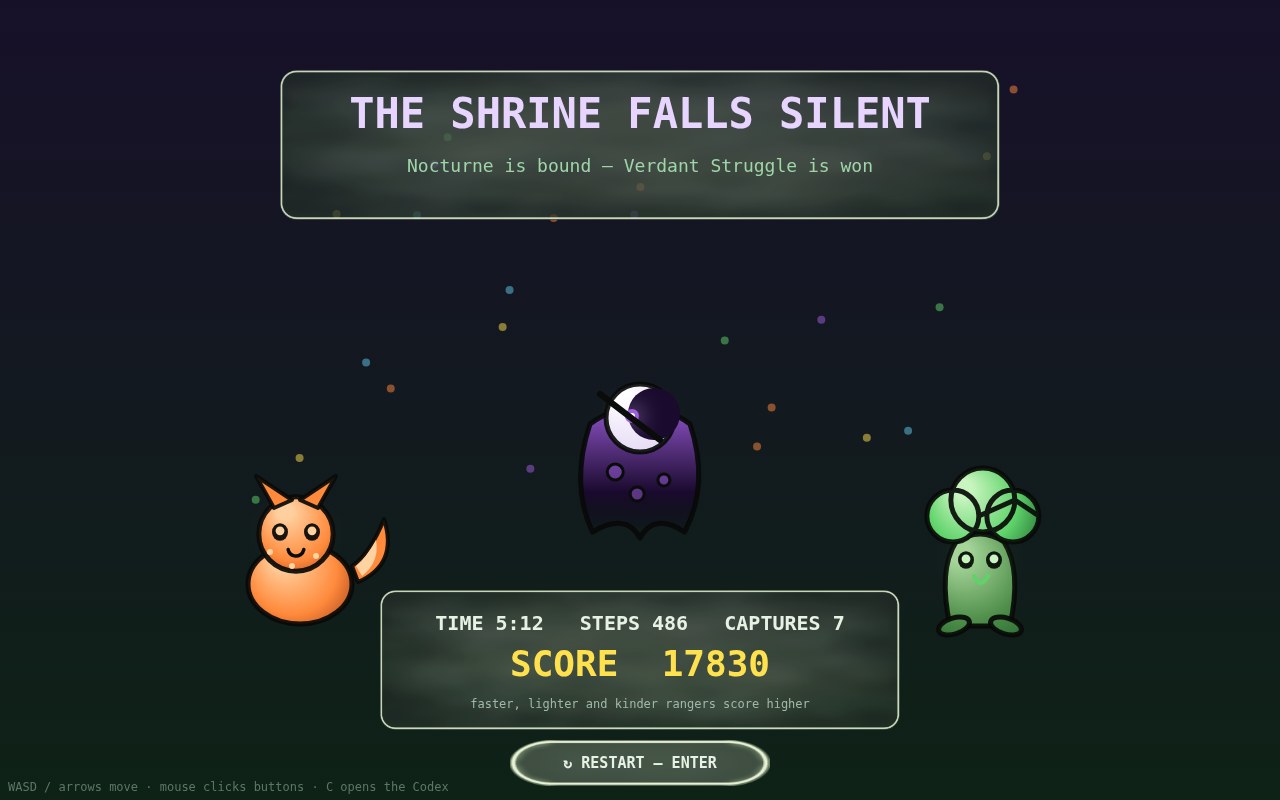 THE SHRINE FALLS SILENT
Nocturne is bound — Verdant Struggle is won
TIME 5:12 STEPS 486 CAPTURES 7
SCORE 17830
faster, lighter and kinder rangers score higher
↻ RESTART — ENTER
WASD / arrows move · mouse clicks buttons · C opens the Codex